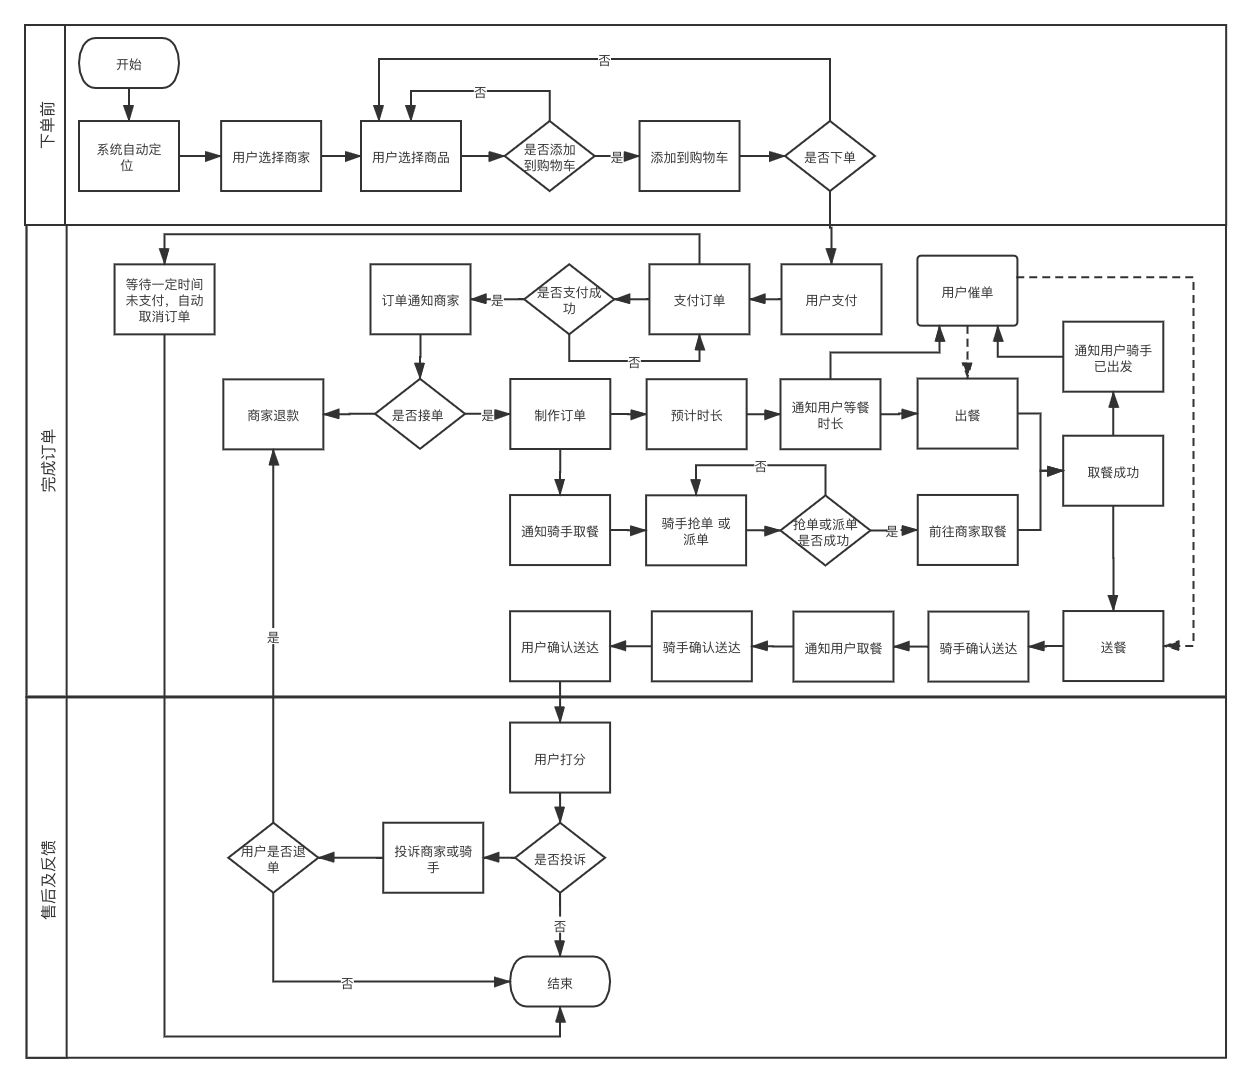 下单前
开始
否
否
系统自动定
位
用户选择商家
用户选择商品
是否添加
到购物车
是
添加到购物车
是否下单
完成订单
等待一定时间
未支付，自动
取消订单
订单通知商家
是
是否支付成
功
支付订单
用户支付
用户催单
否
通知用户骑手
已出发
商家退款
是否接单
是
制作订单
预计时长
通知用户等餐
时长
出餐
取餐成功
否
通知骑手取餐
骑手抢单 或
派单
抢单或派单
是否成功
是
前往商家取餐
是
用户确认送达
骑手确认送达
通知用户取餐
骑手确认送达
送餐
售后及反馈
用户打分
用户是否退
单
投诉商家或骑
手
是否投诉
否
否
结束